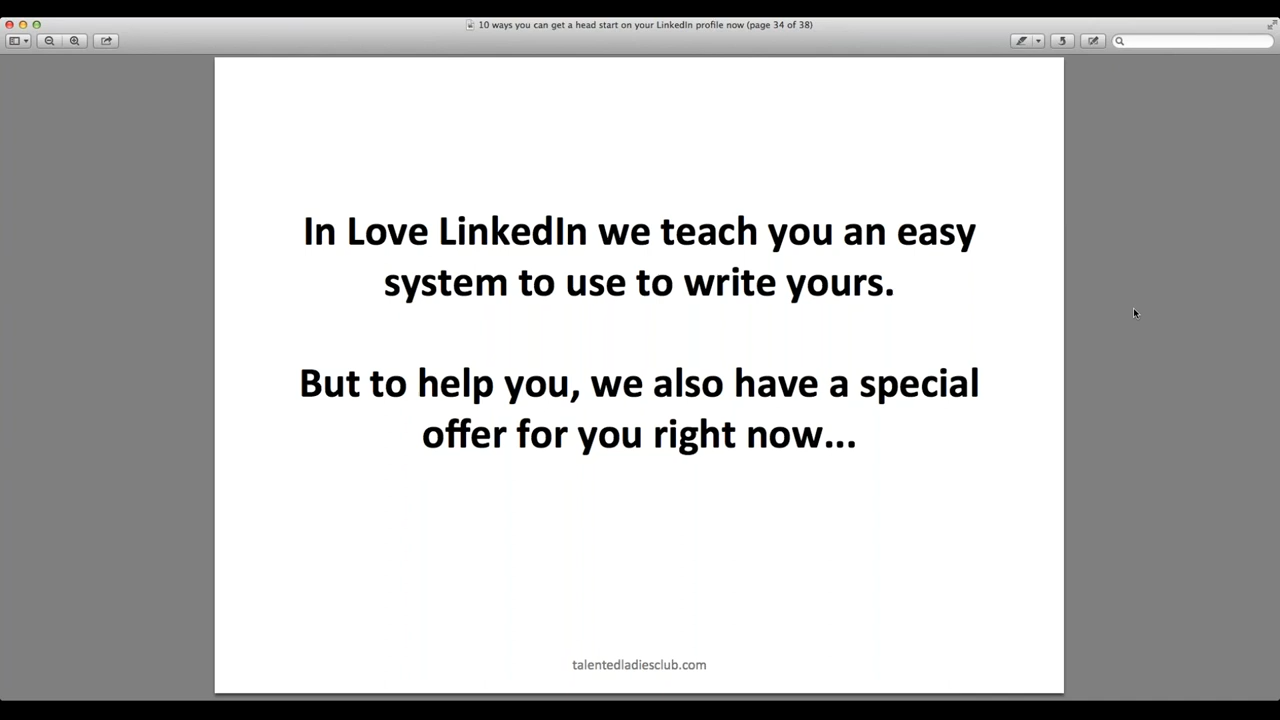 10 ways you can get a head start on your LinkedIn profile now (page 34 of 38)
In Love LinkedIn we teach you an easy
system to use to write yours.
But to help you, we also have a special
offer for you right now...
talentedladiesclub.com